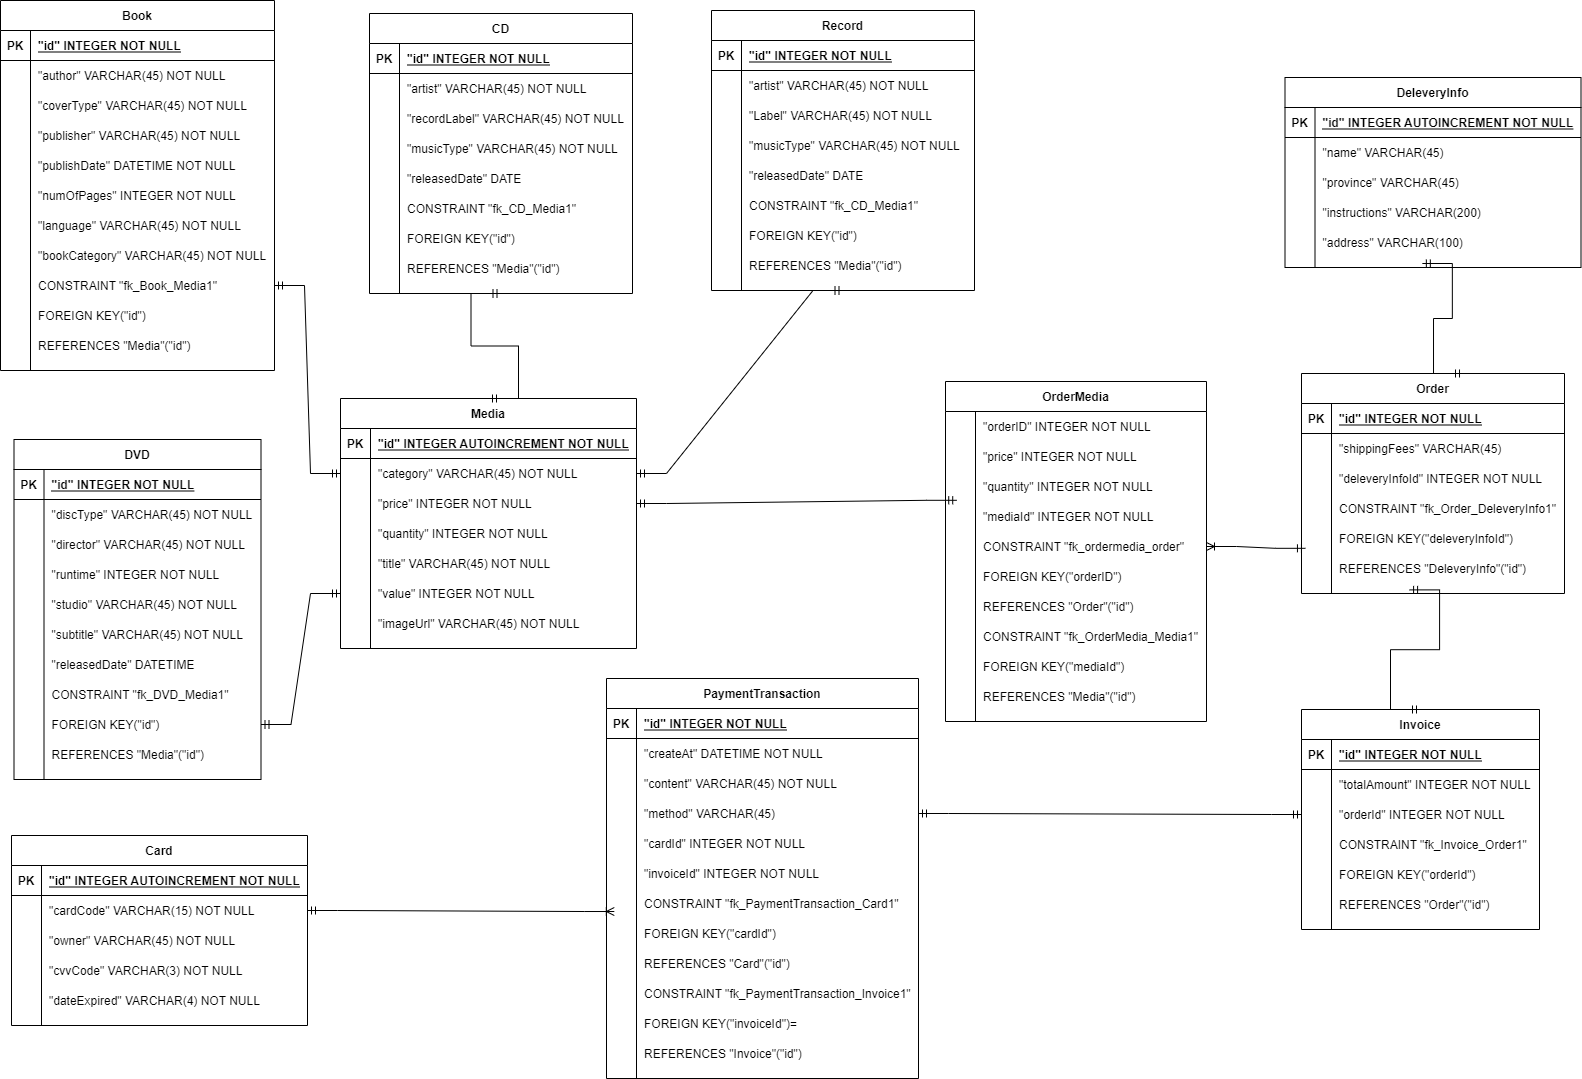 Book
PK "id" INTEGER NOT NULL
"author" VARCHAR(45) NOT NULL
"coverType" VARCHAR(45) NOT NULL
"publisher" VARCHAR(45) NOT NULL
"publishDate" DATETIME NOT NULL
"numOfPages" INTEGER NOT NULL
"language" VARCHAR(45) NOT NULL
"bookCategory" VARCHAR(45) NOT NULL
CONSTRAINT "fk_Book_Media1"
FOREIGN KEY("id")
REFERENCES "Media"("id")
CD
PK "id" INTEGER NOT NULL
"artist" VARCHAR(45) NOT NULL
"recordLabel" VARCHAR(45) NOT NULL
"musicType" VARCHAR(45) NOT NULL
"releasedDate" DATE
CONSTRAINT "fk_CD_Media1"
FOREIGN KEY("id")
REFERENCES "Media"("id")
Record
PK "id" INTEGER NOT NULL
"artist" VARCHAR(45) NOT NULL
"Label" VARCHAR(45) NOT NULL
"musicType" VARCHAR(45) NOT NULL
"releasedDate" DATE
CONSTRAINT "fk_CD_Media1"
FOREIGN KEY("id")
REFERENCES "Media"("id")
DeleveryInfo
PK "id" INTEGER AUTOINCREMENT NOT NULL
"name" VARCHAR(45)
"province" VARCHAR(45)
"instructions" VARCHAR(200)
"address" VARCHAR(100)
DVD
PK "id" INTEGER NOT NULL
"discType" VARCHAR(45) NOT NULL
"director" VARCHAR(45) NOT NULL
"runtime" INTEGER NOT NULL
"studio" VARCHAR(45) NOT NULL
"subtitle" VARCHAR(45) NOT NULL
"releasedDate" DATETIME
CONSTRAINT "fk_DVD_Media1"
FOREIGN KEY("id")
REFERENCES "Media"("id")
Media
PK "id" INTEGER AUTOINCREMENT NOT NULL
"category" VARCHAR(45) NOT NULL
"price" INTEGER NOT NULL
"quantity" INTEGER NOT NULL
"title" VARCHAR(45) NOT NULL
"value" INTEGER NOT NULL
"imageUrl" VARCHAR(45) NOT NULL
OrderMedia
"orderID" INTEGER NOT NULL
"price" INTEGER NOT NULL
"quantity" INTEGER NOT NULL
"mediaId" INTEGER NOT NULL
CONSTRAINT "fk_ordermedia_order"
FOREIGN KEY("orderID")
REFERENCES "Order"("id")
CONSTRAINT "fk_OrderMedia_Media1"
FOREIGN KEY("mediaId")
REFERENCES "Media"("id")
Order
PK "id" INTEGER NOT NULL
"shippingFees" VARCHAR(45)
"deleveryInfoId" INTEGER NOT NULL
CONSTRAINT "fk_Order_DeleveryInfo1"
FOREIGN KEY("deleveryInfoId")
REFERENCES "DeleveryInfo"("id")
PaymentTransaction
PK "id" INTEGER NOT NULL
"createAt" DATETIME NOT NULL
"content" VARCHAR(45) NOT NULL
"method" VARCHAR(45)
"cardId" INTEGER NOT NULL
"invoiceId" INTEGER NOT NULL
CONSTRAINT "fk_PaymentTransaction_Card1"
FOREIGN KEY("cardId")
REFERENCES "Card"("id")
CONSTRAINT "fk_PaymentTransaction_Invoice1"
FOREIGN KEY("invoiceId")=
REFERENCES "Invoice"("id")
Invoice
PK "id" INTEGER NOT NULL
"totalAmount" INTEGER NOT NULL
"orderId" INTEGER NOT NULL
CONSTRAINT "fk_Invoice_Order1"
FOREIGN KEY("orderId")
REFERENCES "Order"("id")
Card
PK "id" INTEGER AUTOINCREMENT NOT NULL
"cardCode" VARCHAR(15) NOT NULL
"owner" VARCHAR(45) NOT NULL
"cvvCode" VARCHAR(3) NOT NULL
"dateExpired" VARCHAR(4) NOT NULL